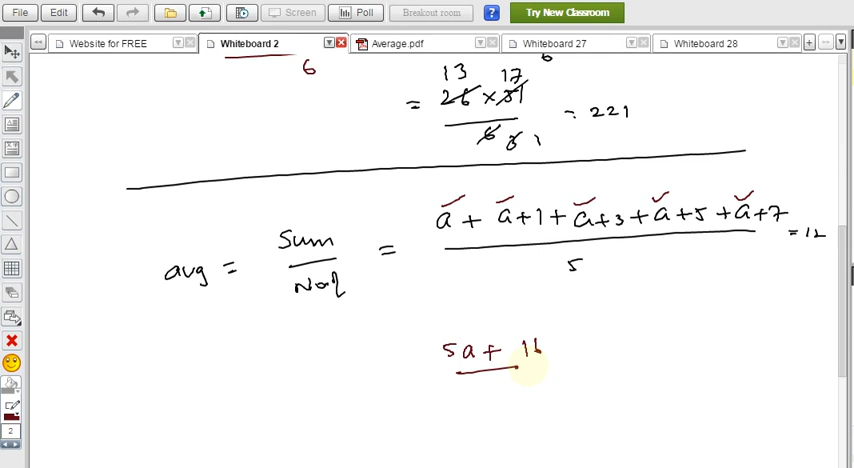 File Edit Screen Poll Breakout room ? Try New Classroom
Website for FREE Whiteboard 2 Average.pdf Whiteboard 27 Whiteboard 28
6
13 17 6
= 26 × 51
6 3 1
= 221
a + a+1 + a+3 + a+5 + a+7
avg = Sum =
= 12
5
5a + 16
2